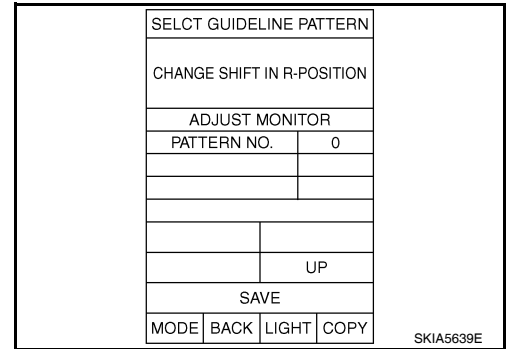 SELCT GUIDELINE PATTERN
CHANGE SHIFT IN R-POSITION
ADJUST MONITOR
PATTERN NO. 0
UP
SAVE
MODE BACK LIGHT COPY
SKIA5639E